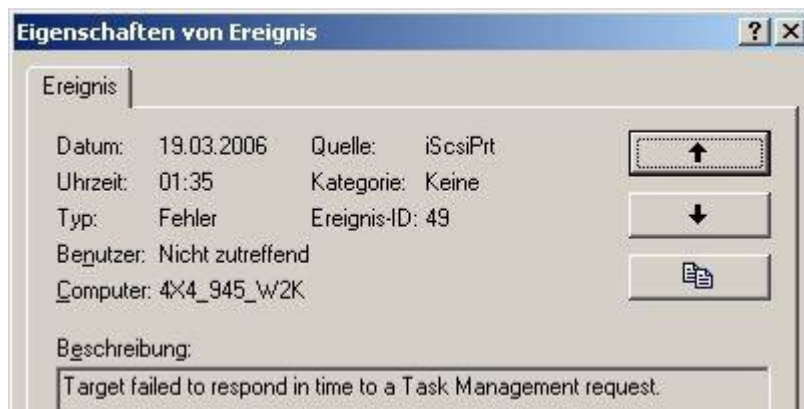 Eigenschaften von Ereignis
Ereignis
Datum: 19.03.2006 Quelle: iScsiPrt
Uhrzeit: 01:35 Kategorie: Keine
Typ: Fehler Ereignis-ID: 49
Benutzer: Nicht zutreffend
Computer: 4X4_945_W2K
Beschreibung:
Target failed to respond in time to a Task Management request.